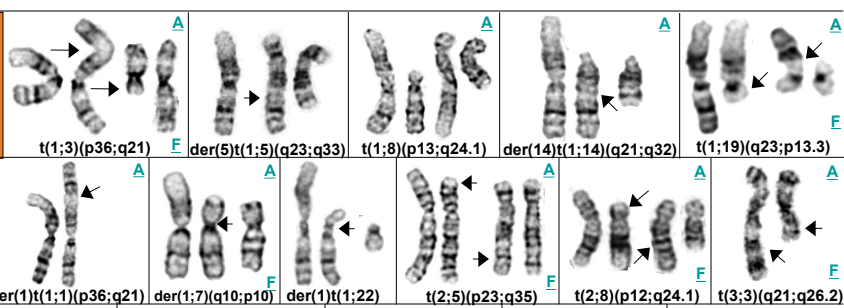 A A A A A
F F
t(1;3)(p36;q21) der(5)t(1;5)(q23;q33) t(1;8)(p13;q24.1) der(14)t(1;14)(q21;q32) t(1;19)(q23;p13.3)
A A A A A A
F F F F
er(1)t(1;1)(p36;q21) der(1;7)(q10;p10) der(1)t(1;22) t(2;5)(p23;q35) t(2;8)(p12;q24.1) t(3;3)(q21;q26.2)